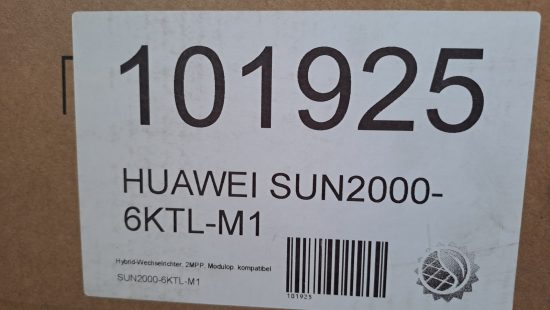 101925
HUAWEI SUN2000-
6KTL-M1
Hybrid-Wechselrichter, 2MPP, Modulop. kompatibel
SUN2000-6KTL-M1
101925